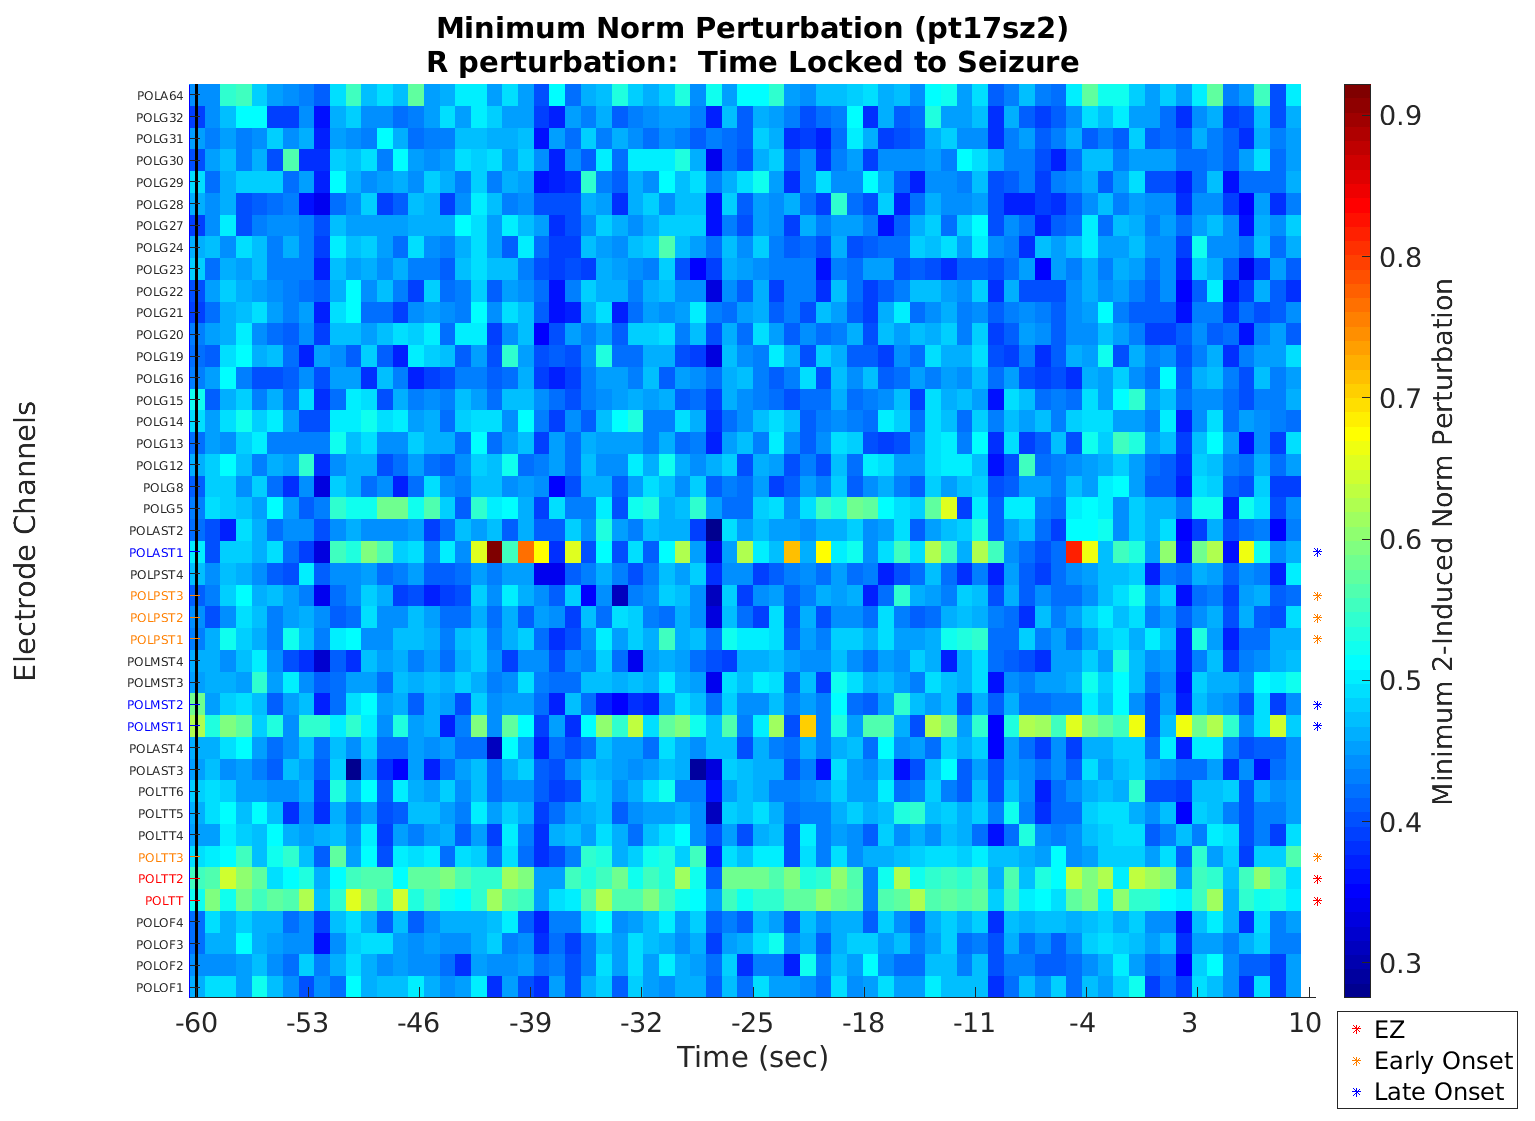 Minimum Norm Perturbation (pt17sz2)
R perturbation:  Time Locked to Seizure
Electrode Channels
POLA64
POLG32
POLG31
POLG30
POLG29
POLG28
POLG27
POLG24
POLG23
POLG22
POLG21
POLG20
POLG19
POLG16
POLG15
POLG14
POLG13
POLG12
POLG8
POLG5
POLAST2
POLAST1
POLPST4
POLPST3
POLPST2
POLPST1
POLMST4
POLMST3
POLMST2
POLMST1
POLAST4
POLAST3
POLTT6
POLTT5
POLTT4
POLTT3
POLTT2
POLTT
POLOF4
POLOF3
POLOF2
POLOF1
-60 -53 -46 -39 -32 -25 -18 -11 -4 3 10
Time (sec)
0.9
0.8
0.7
0.6
0.5
0.4
0.3
Minimum 2-Induced Norm Perturbation
EZ
Early Onset
Late Onset